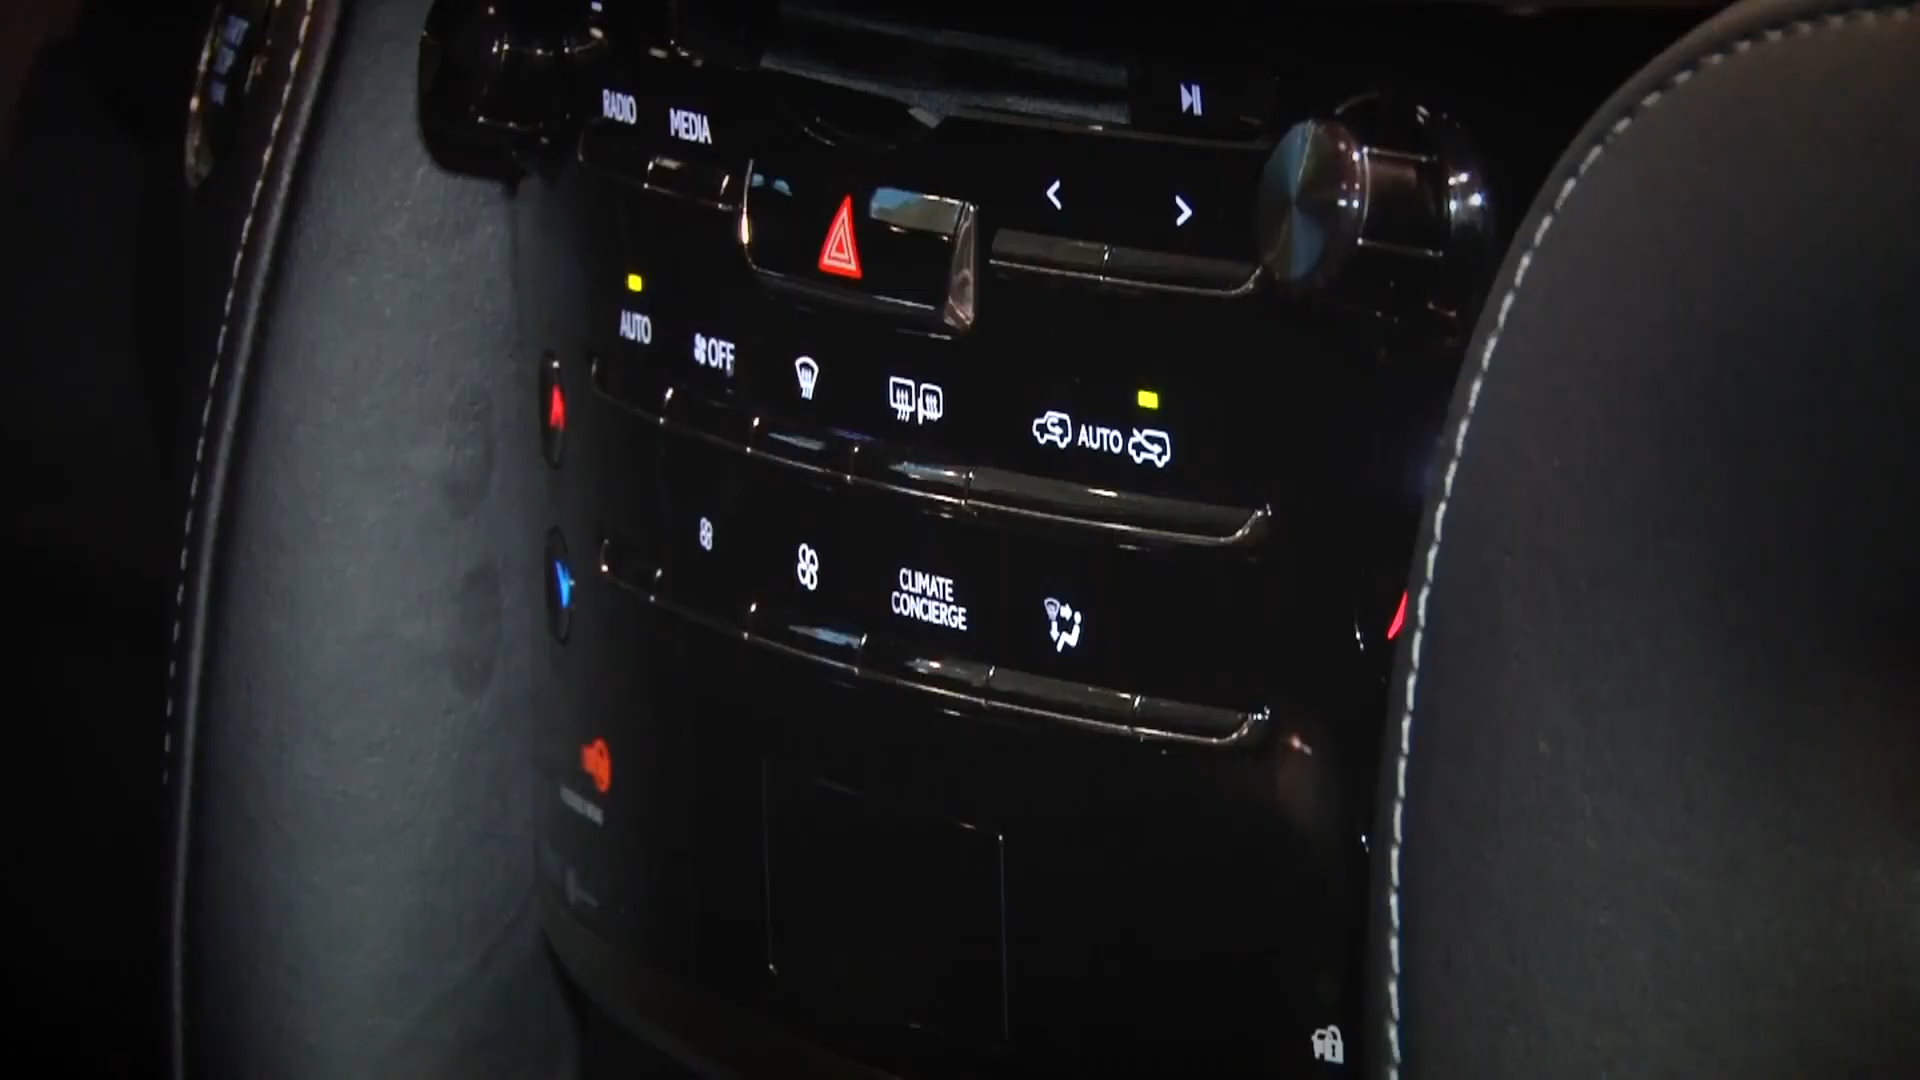 RADIO
MEDIA
AUTO
OFF
AUTO
CLIMATE
CONCIERGE